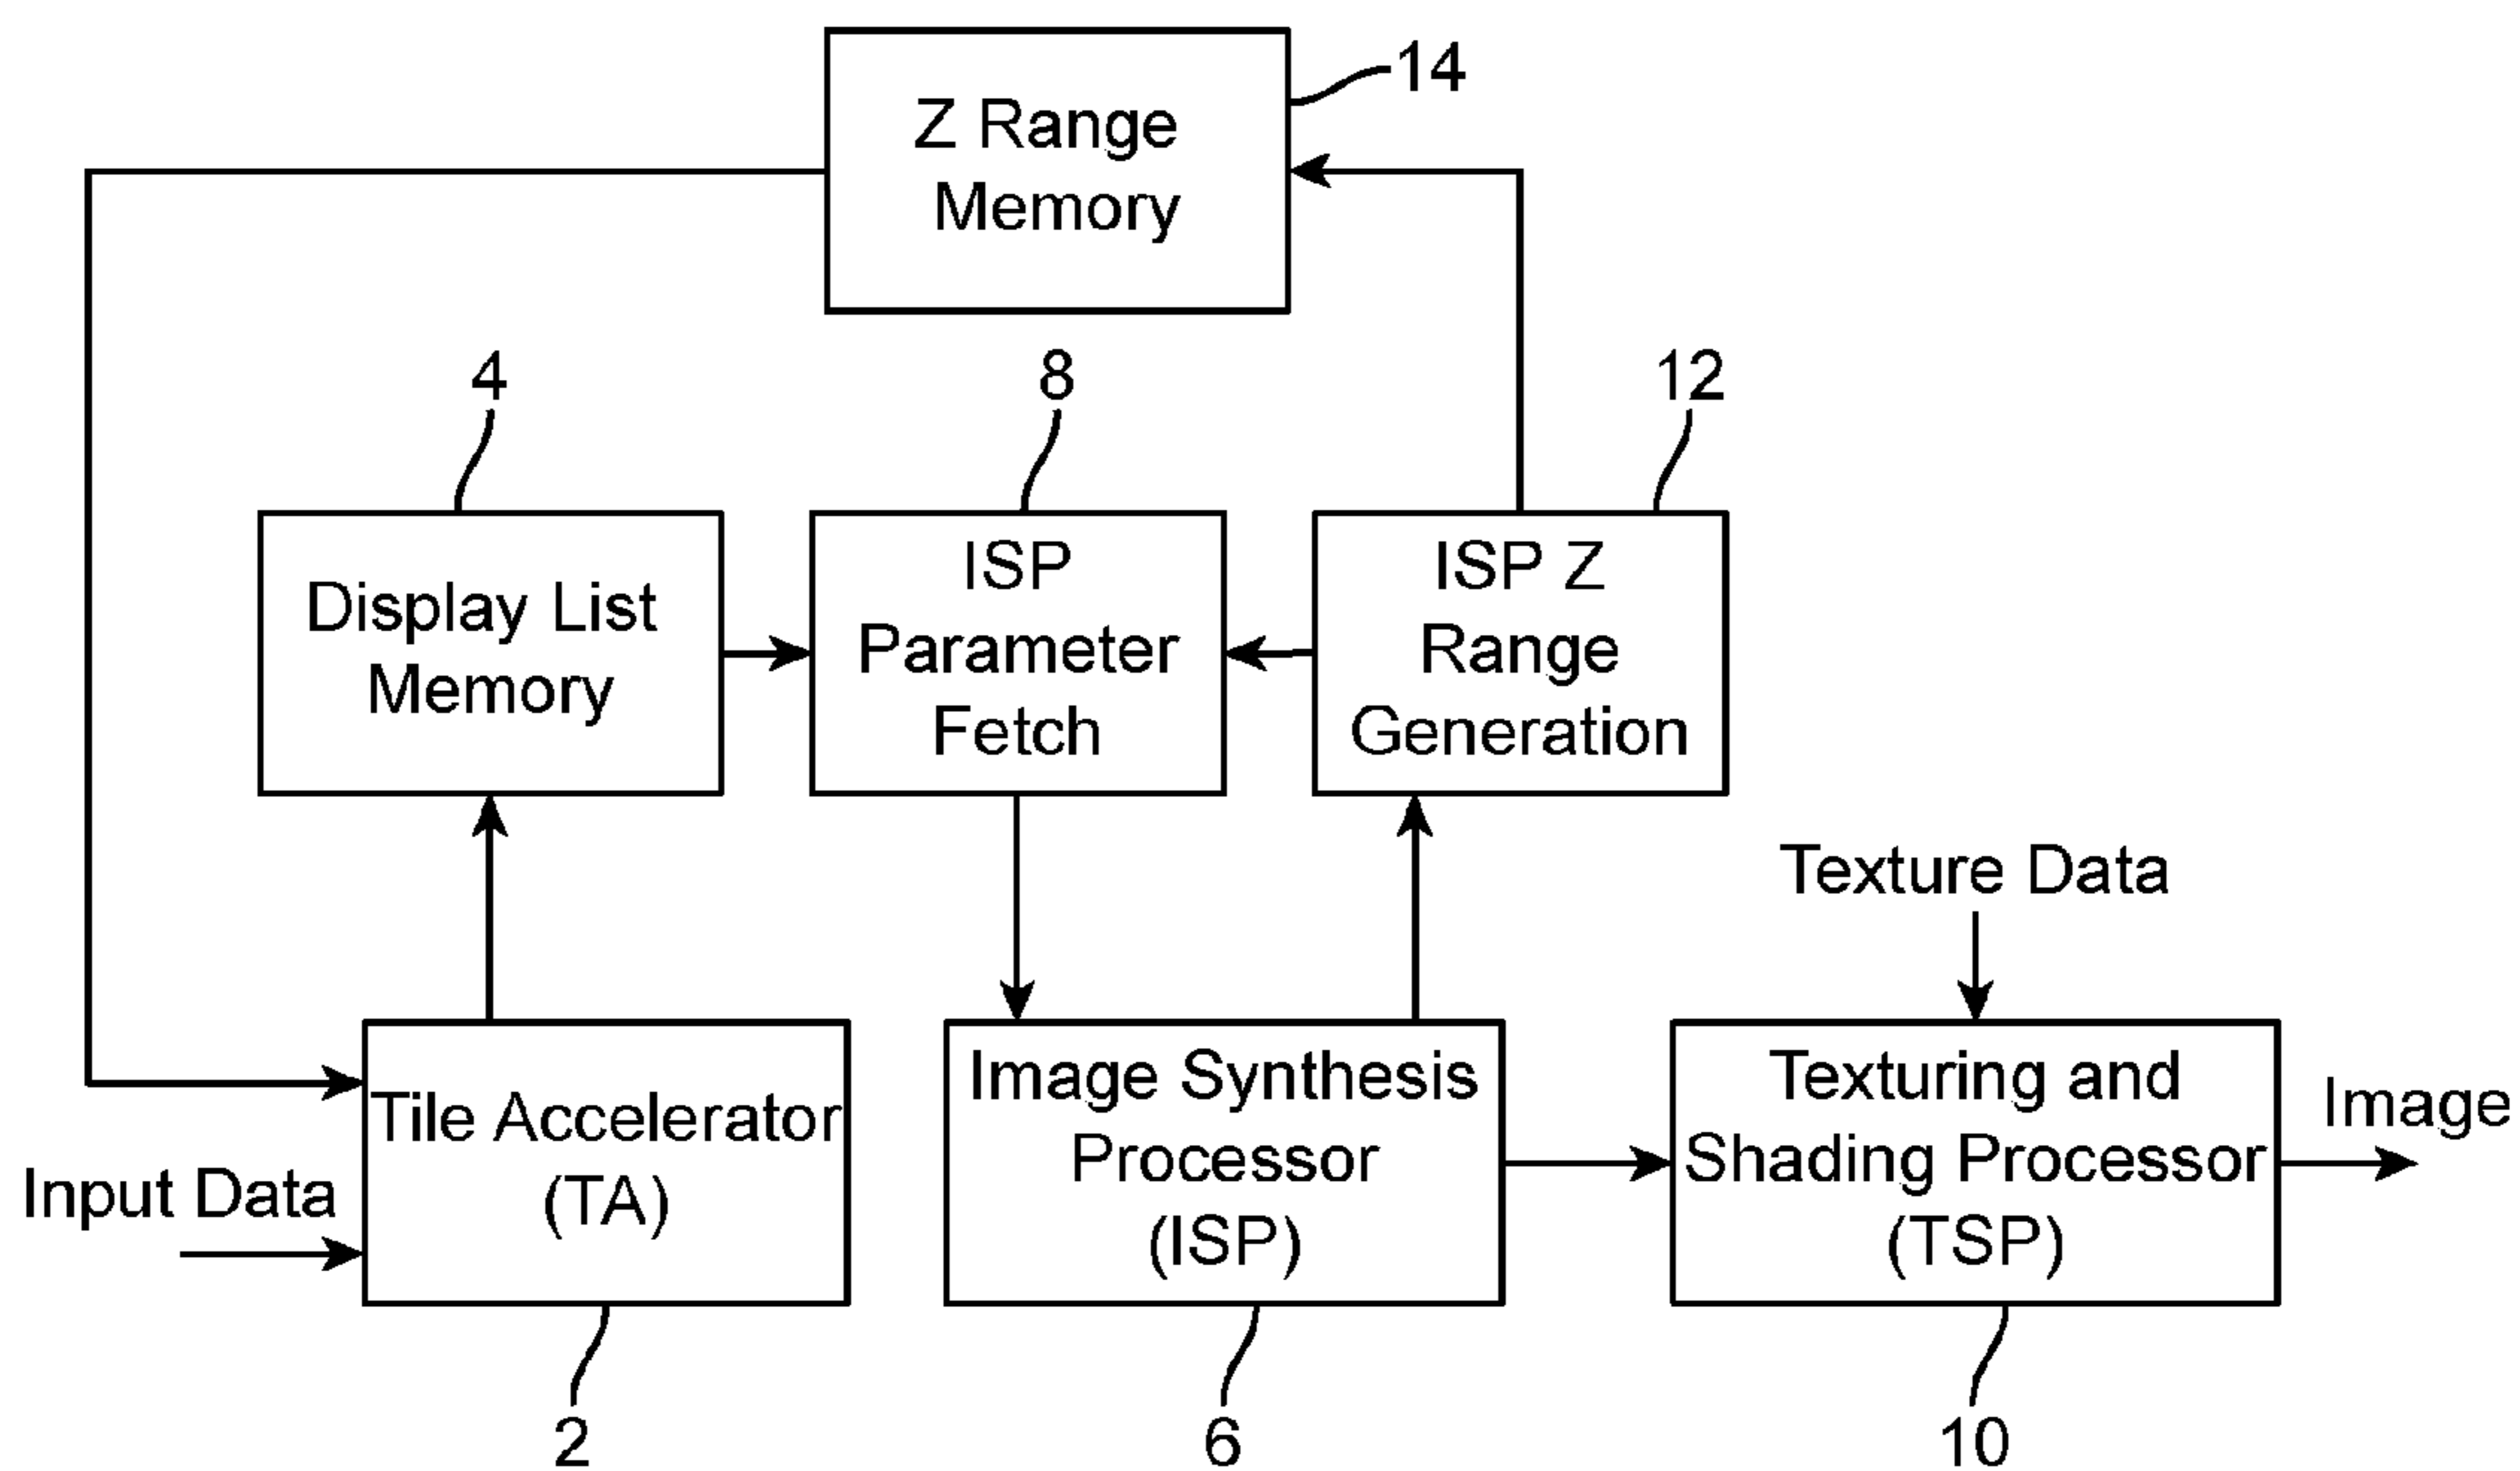 14
Z Range
Memory
4
8
12
Display List
Memory
ISP
Parameter
Fetch
ISP Z
Range
Generation
Texture Data
Input Data
Tile Accelerator
(TA)
Image Synthesis
Processor
(ISP)
Texturing and
Shading Processor
(TSP)
Image
2
6
10